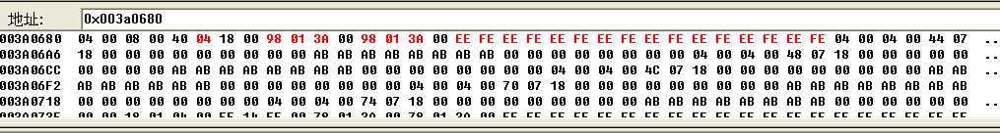 地址: 0x003a0680
003A0680 04 00 08 00 40 04 18 00 98 01 3A 00 98 01 3A 00 EE FE EE FE EE FE EE FE EE FE EE FE EE FE EE FE 04 00 04 00 44 07 ...
003A06A6 18 00 00 00 00 00 00 00 00 00 AB AB AB AB AB AB AB AB 00 00 00 00 00 00 00 00 04 00 04 00 48 07 18 00 00 00 00 00 ...
003A06CC 00 00 00 00 AB AB AB AB AB AB AB AB 00 00 00 00 00 00 00 00 04 00 04 00 4C 07 18 00 00 00 00 00 00 00 00 00 AB AB ...
003A06F2 AB AB AB AB AB AB 00 00 00 00 00 00 00 00 04 00 04 00 70 07 18 00 00 00 00 00 00 00 00 00 AB AB AB AB AB AB AB AB
003A0718 00 00 00 00 00 00 00 00 04 00 04 00 74 07 18 00 00 00 00 00 00 00 00 00 AB AB AB AB AB AB AB AB 00 00 00 00 00 00 ...